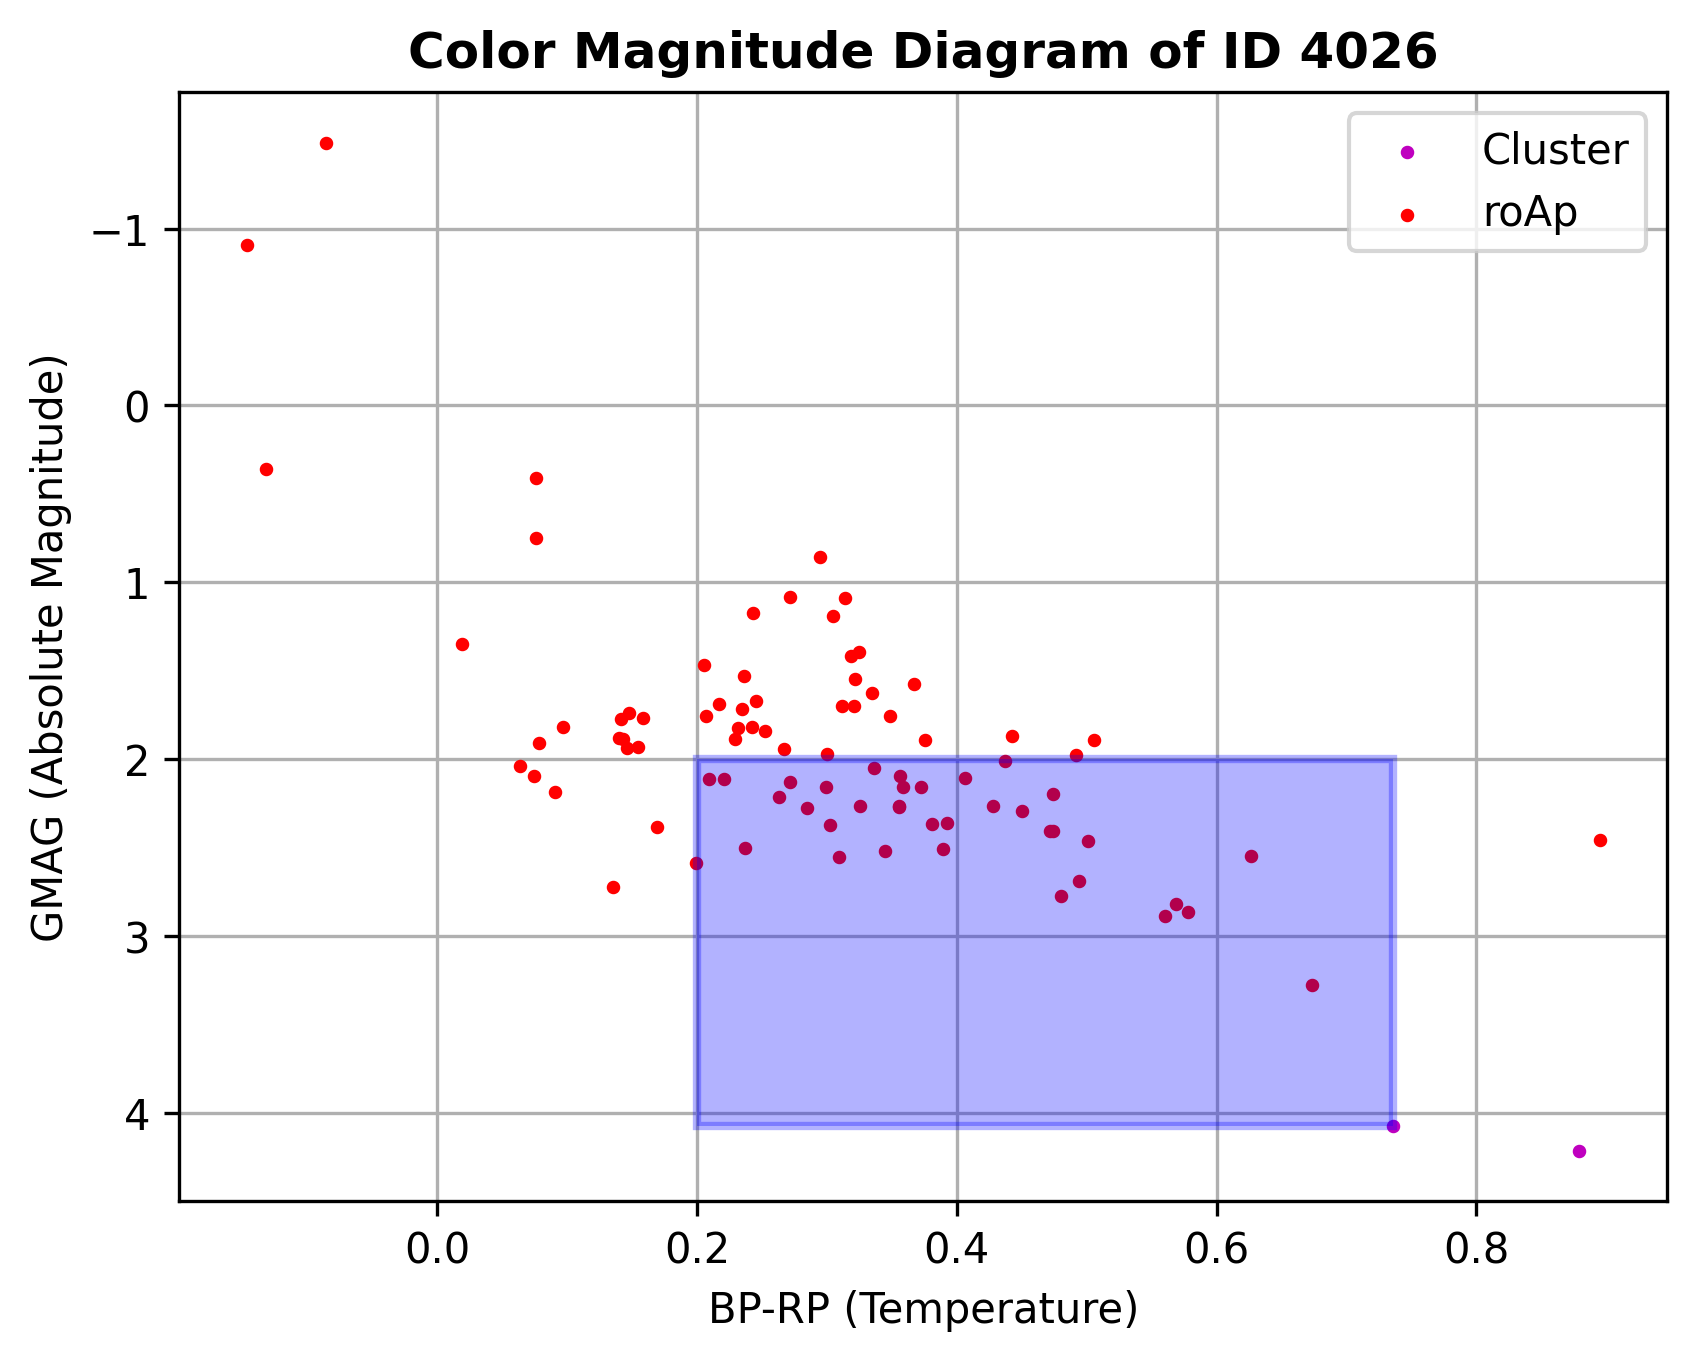 Color Magnitude Diagram of ID 4026
Cluster
roAp
GMAG (Absolute Magnitude)
−1
0
1
2
3
4
0.0 0.2 0.4 0.6 0.8
BP-RP (Temperature)